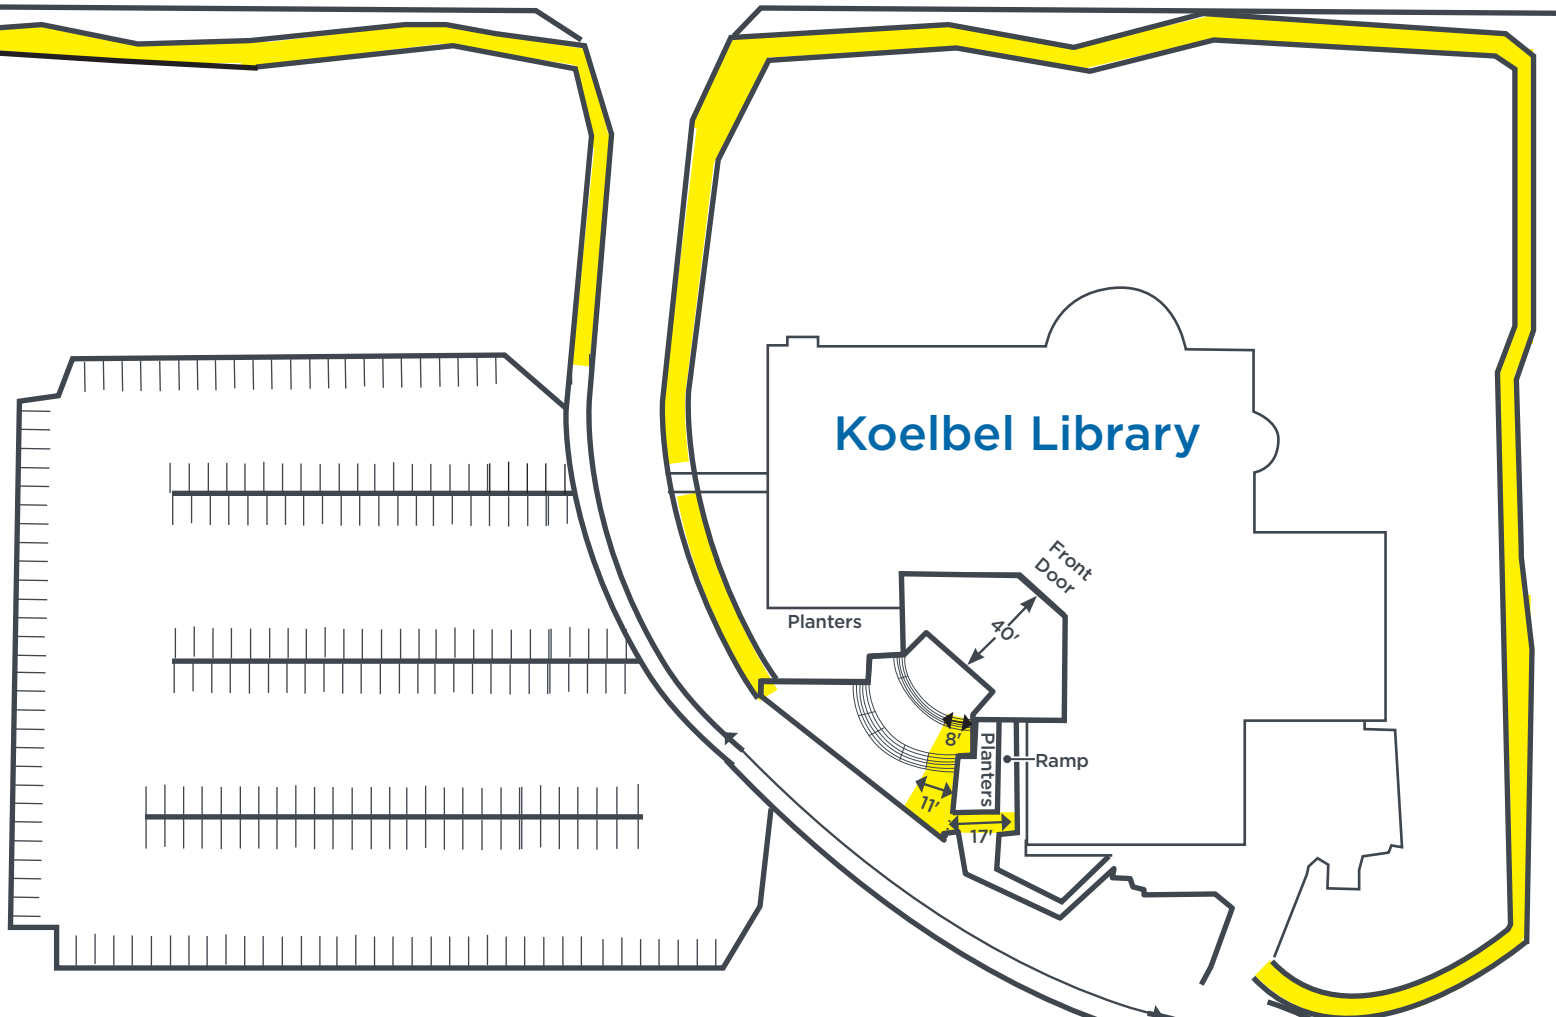 Koelbel Library
Front
Door
40'
Planters
8'
Planters
Ramp
11'
17'